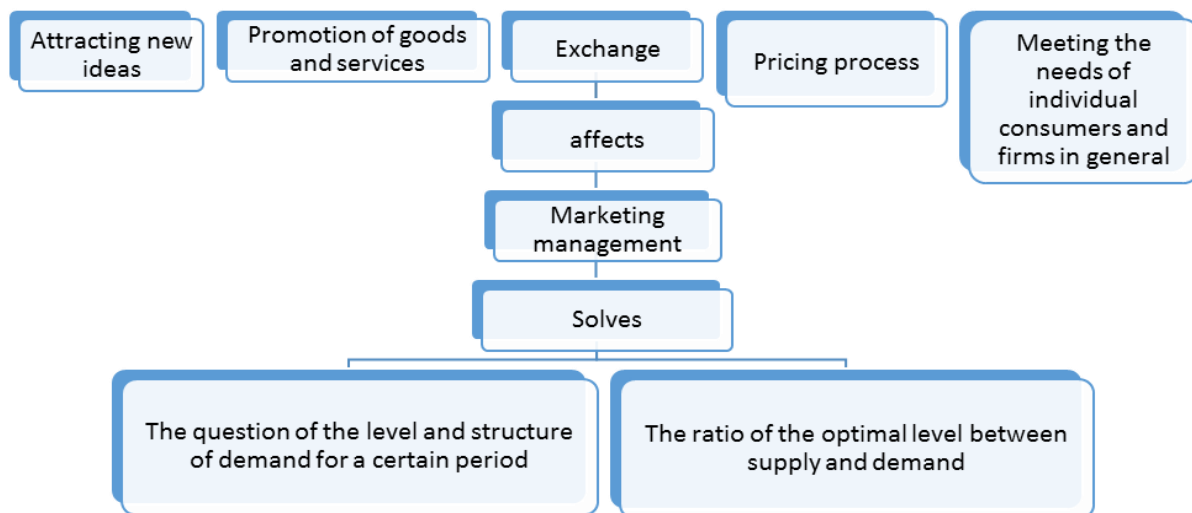 Attracting new
ideas
Promotion of goods
and services
Exchange
Pricing process
Meeting the
needs of
individual
consumers and
firms in general
affects
Marketing
management
Solves
The question of the level and structure
of demand for a certain period
The ratio of the optimal level between
supply and demand